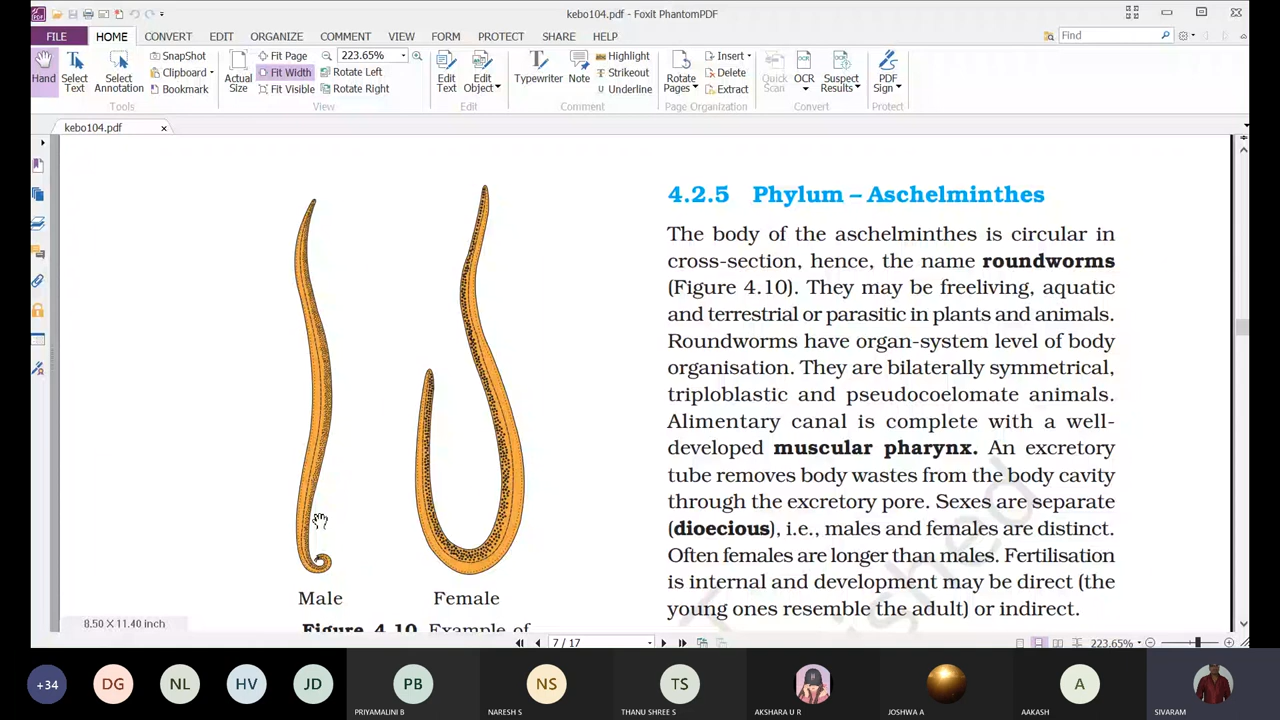 kebo104.pdf - Foxit PhantomPDF
FILE HOME CONVERT EDIT ORGANIZE COMMENT VIEW FORM PROTECT SHARE HELP Find
Hand
Select Text
Select Annotation
SnapShot
Clipboard
Bookmark
Tools
Actual Size
Fit Page
Fit Width
Fit Visible
223.65%
Rotate Left
Rotate Right
View
Edit Text
Edit Object
Edit
Typewriter
Note
Highlight
Strikeout
Underline
Comment
Rotate Pages
Insert
Delete
Extract
Page Organization
Quick Scan
OCR
Suspect Results
Convert
PDF Sign
Protect
kebo104.pdf
Male
Female
Figure 4.10 Example of
4.2.5 Phylum – Aschelminthes
The body of the aschelminthes is circular in
cross-section, hence, the name roundworms
(Figure 4.10). They may be freeliving, aquatic
and terrestrial or parasitic in plants and animals.
Roundworms have organ-system level of body
organisation. They are bilaterally symmetrical,
triploblastic and pseudocoelomate animals.
Alimentary canal is complete with a well-
developed muscular pharynx. An excretory
tube removes body wastes from the body cavity
through the excretory pore. Sexes are separate
(dioecious), i.e., males and females are distinct.
Often females are longer than males. Fertilisation
is internal and development may be direct (the
young ones resemble the adult) or indirect.
8.50 × 11.40 inch
7 / 17
223.65%
+34
DG
NL
HV
JD
PB
PRIYAMALINI B
NS
NARESH S
TS
THANU SHREE S
AKSHARA U R
JOSHWA A
A
AAKASH
SIVARAM